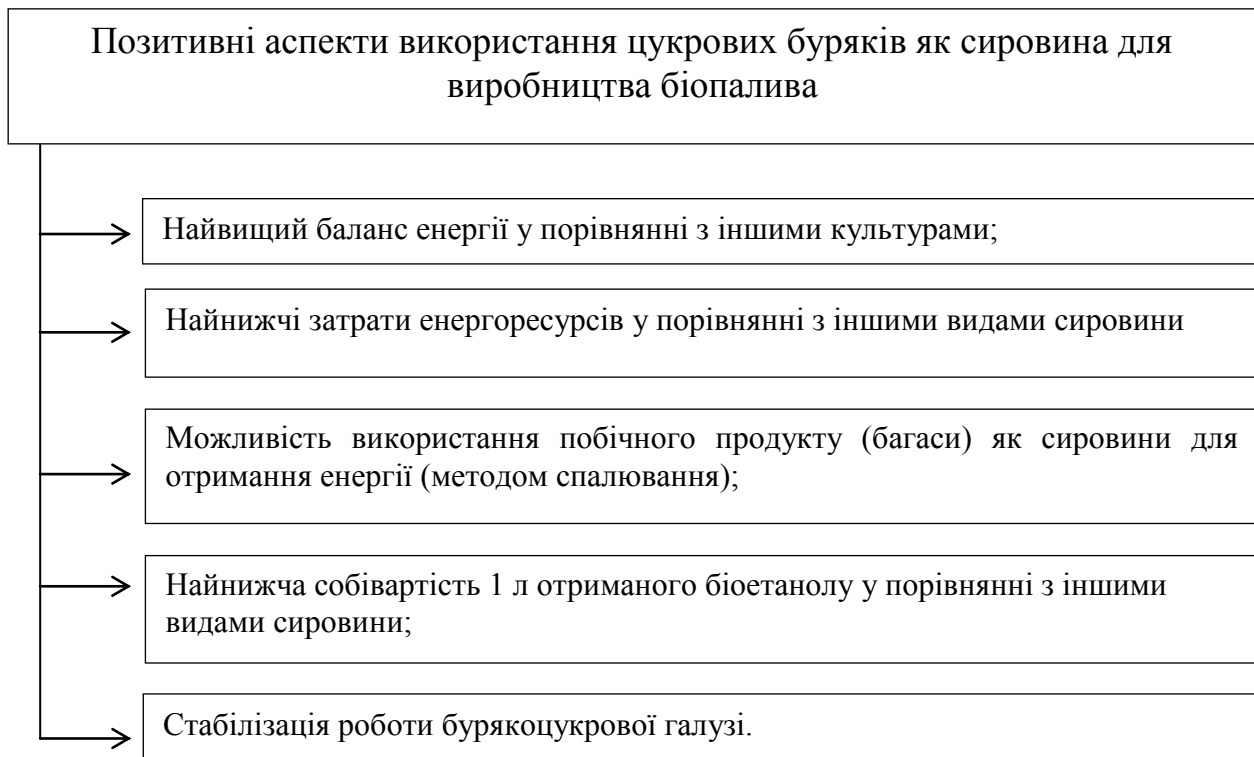 Позитивні аспекти використання цукрових буряків як сировина для
виробництва біопалива
Найвищий баланс енергії у порівнянні з іншими культурами;
Найнижчі затрати енергоресурсів у порівнянні з іншими видами сировини
Можливість використання побічного продукту (багаси) як сировини для
отримання енергії (методом спалювання);
Найнижча собівартість 1 л отриманого біоетанолу у порівнянні з іншими
видами сировини;
Стабілізація роботи бурякоцукрової галузі.